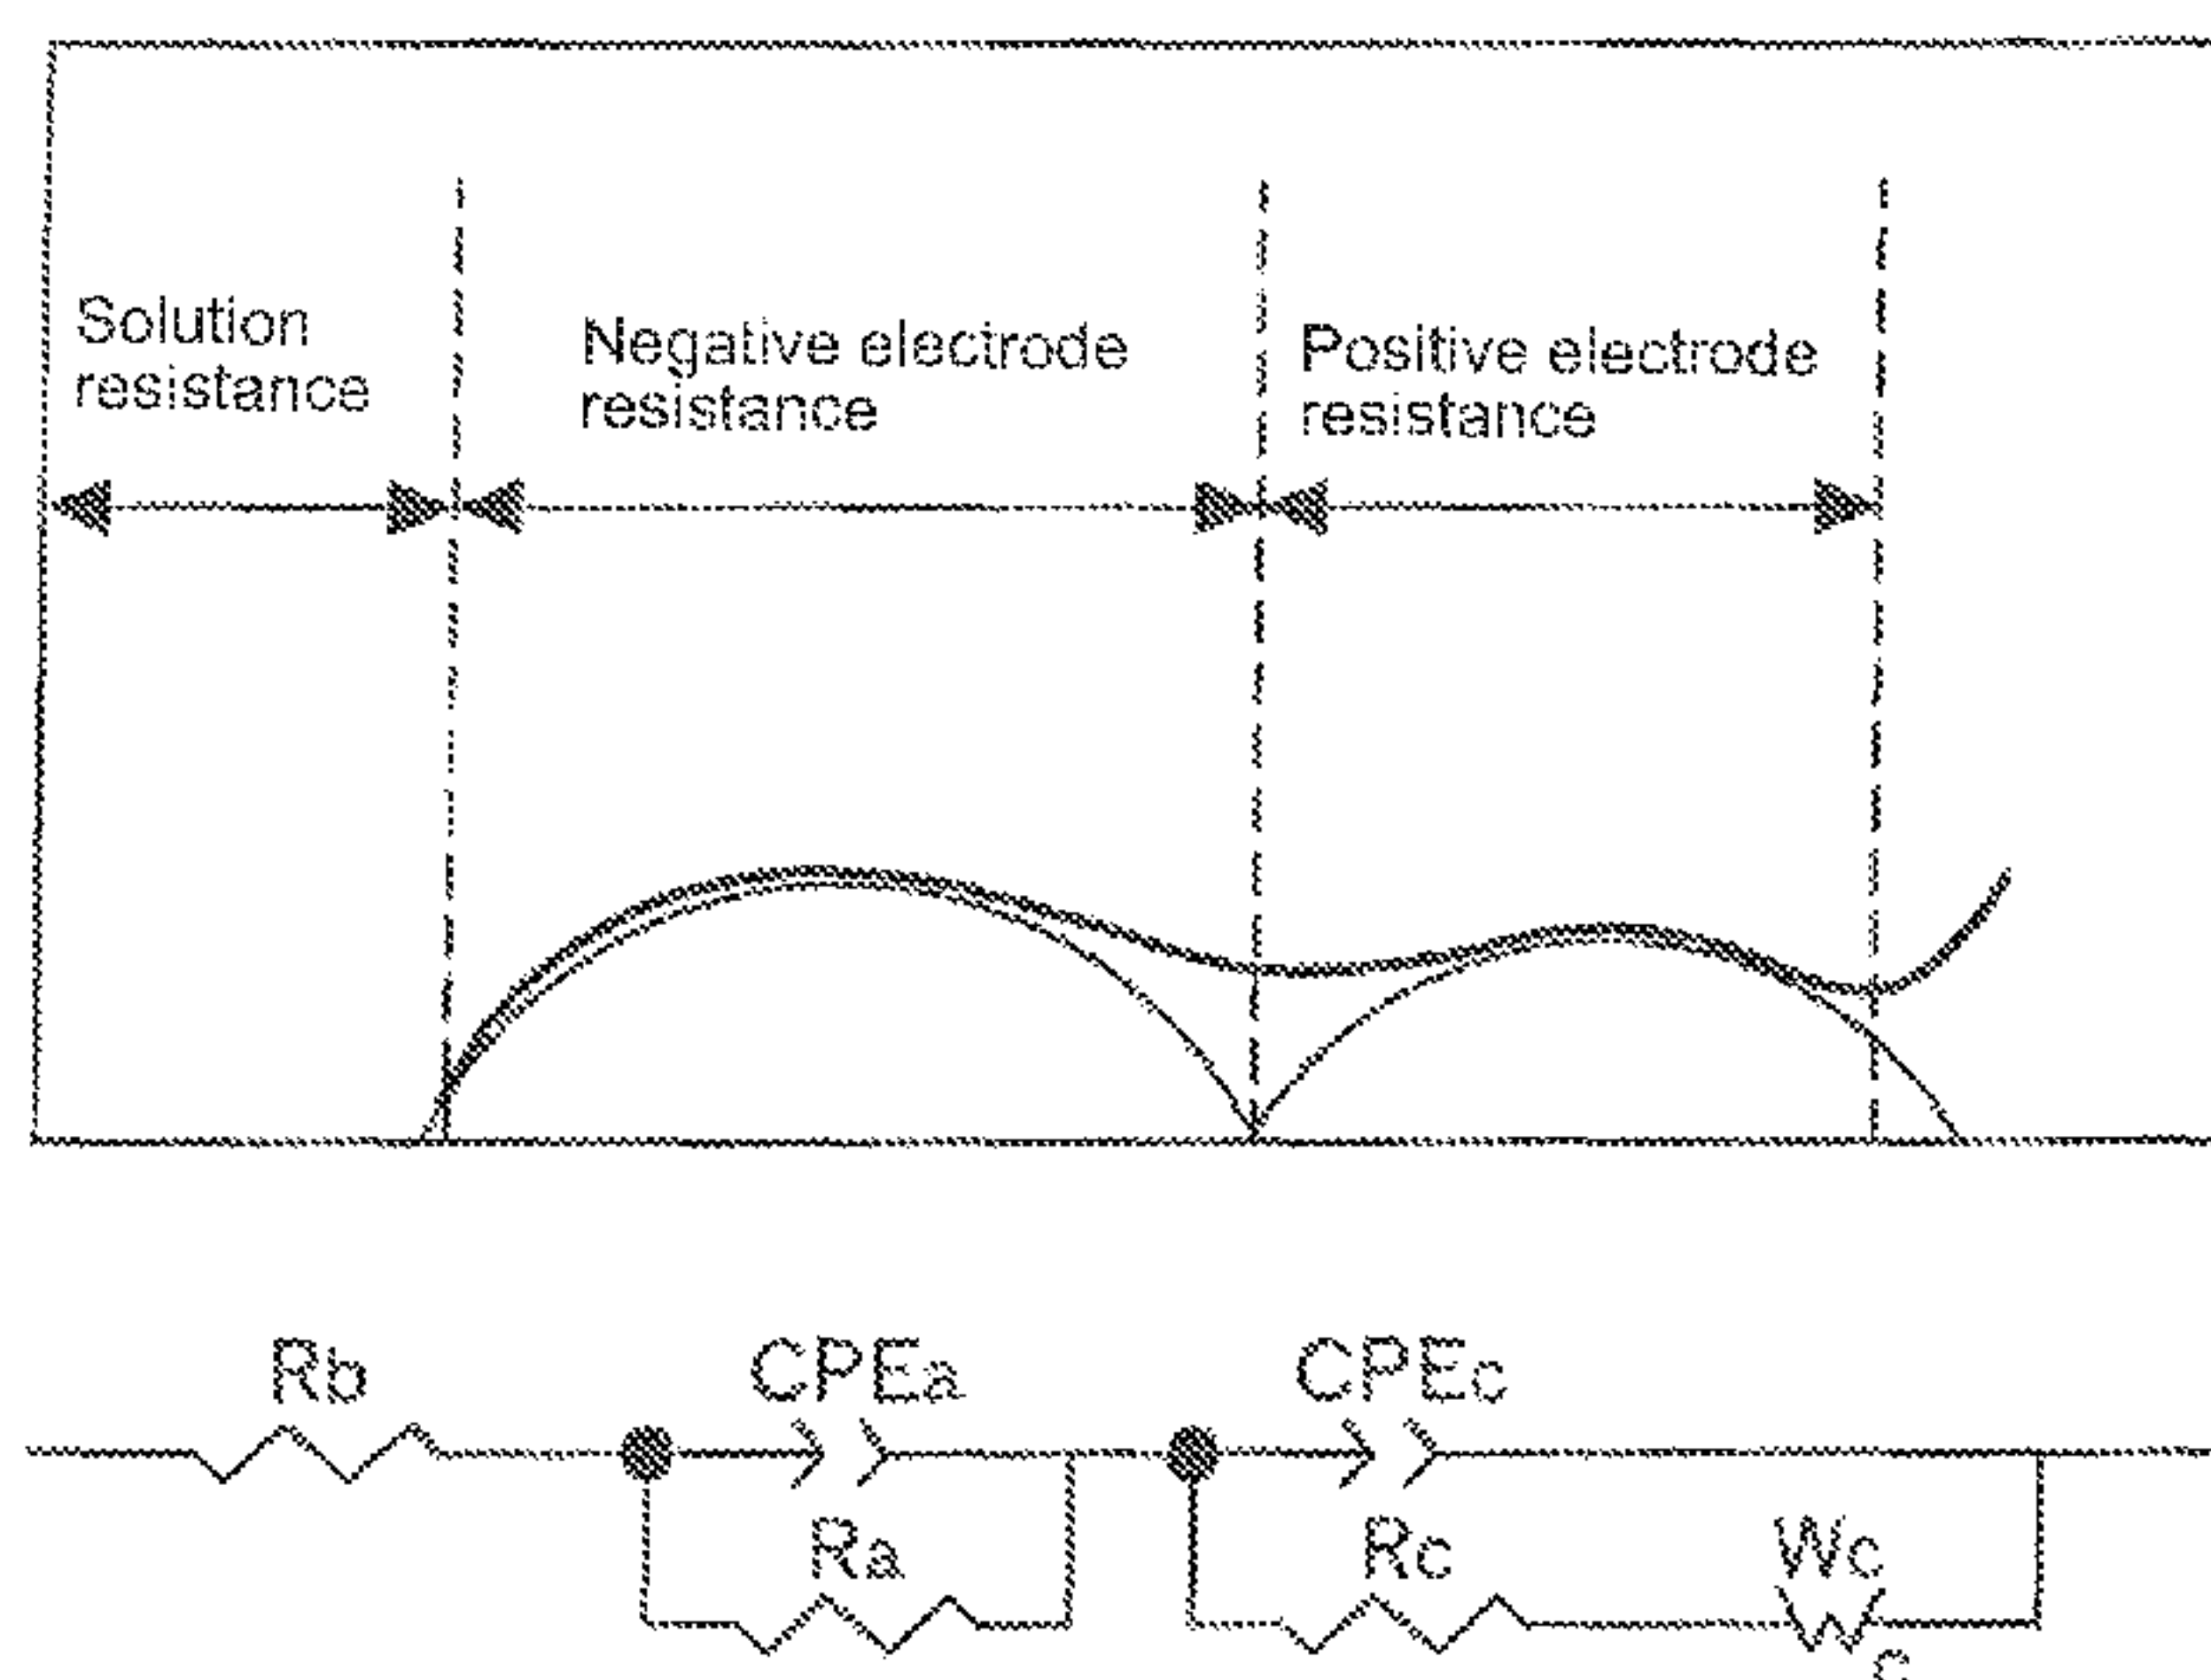 Solution
resistance
Negative electrode
resistance
Positive electrode
resistance
Rb
CPEa
CPEc
Ra
Rc
Wc